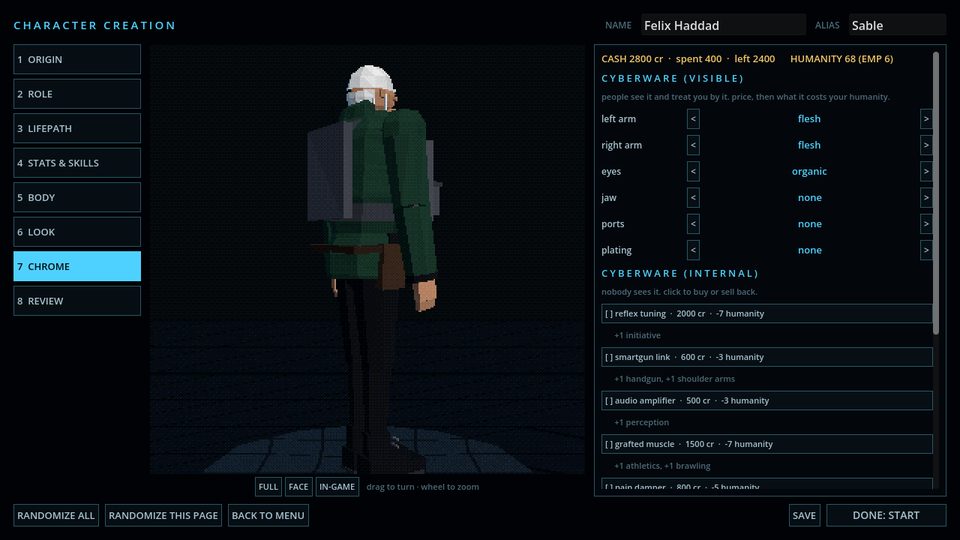 CHARACTER CREATION
NAME Felix Haddad ALIAS Sable
1 ORIGIN
2 ROLE
3 LIFEPATH
4 STATS & SKILLS
5 BODY
6 LOOK
7 CHROME
8 REVIEW
FULL FACE IN-GAME drag to turn · wheel to zoom
CASH 2800 cr · spent 400 · left 2400 HUMANITY 68 (EMP 6)
CYBERWARE (VISIBLE)
people see it and treat you by it. price, then what it costs your humanity.
left arm < flesh >
right arm < flesh >
eyes < organic >
jaw < none >
ports < none >
plating < none >
CYBERWARE (INTERNAL)
nobody sees it. click to buy or sell back.
[ ] reflex tuning · 2000 cr · -7 humanity
+1 initiative
[ ] smartgun link · 600 cr · -3 humanity
+1 handgun, +1 shoulder arms
[ ] audio amplifier · 500 cr · -3 humanity
+1 perception
[ ] grafted muscle · 1500 cr · -7 humanity
+1 athletics, +1 brawling
[ ] pain damper · 800 cr · -5 humanity
RANDOMIZE ALL RANDOMIZE THIS PAGE BACK TO MENU SAVE DONE: START